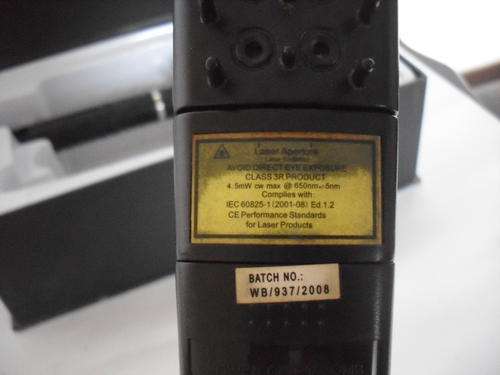 Laser Aperture
AVOID DIRECT EYE EXPOSURE
CLASS 3R PRODUCT
4.5mW cw max @ 650nm±5nm
Complies with:
IEC 60825-1 (2001-08) Ed.1.2
CE Performance Standards
for Laser Products
BATCH NO.:
WB/937/2008